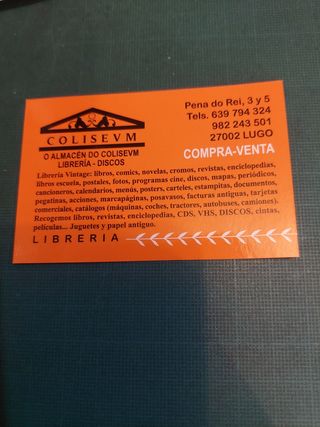 COLISEVM
O ALMACÉN DO COLISEVM
LIBRERÍA - DISCOS
Pena do Rei, 3 y 5
Tels. 639 794 324
982 243 501
27002 LUGO
COMPRA-VENTA
Librería Vintage: libros, comics, novelas, cromos, revistas, enciclopedias,
libros escuela, postales, fotos, programas cine, discos, mapas, periódicos,
cancioneros, calendarios, menús, posters, carteles, estampitas, documentos,
pegatinas, acciones, marcapáginas, posavasos, facturas antiguas, tarjetas
comerciales, catálogos (máquinas, coches, tractores, autobuses, camiones).
Recogemos libros, revistas, enciclopedias, CDS, VHS, DISCOS, cintas,
películas... Juguetes y papel antiguo.
LIBRERIA